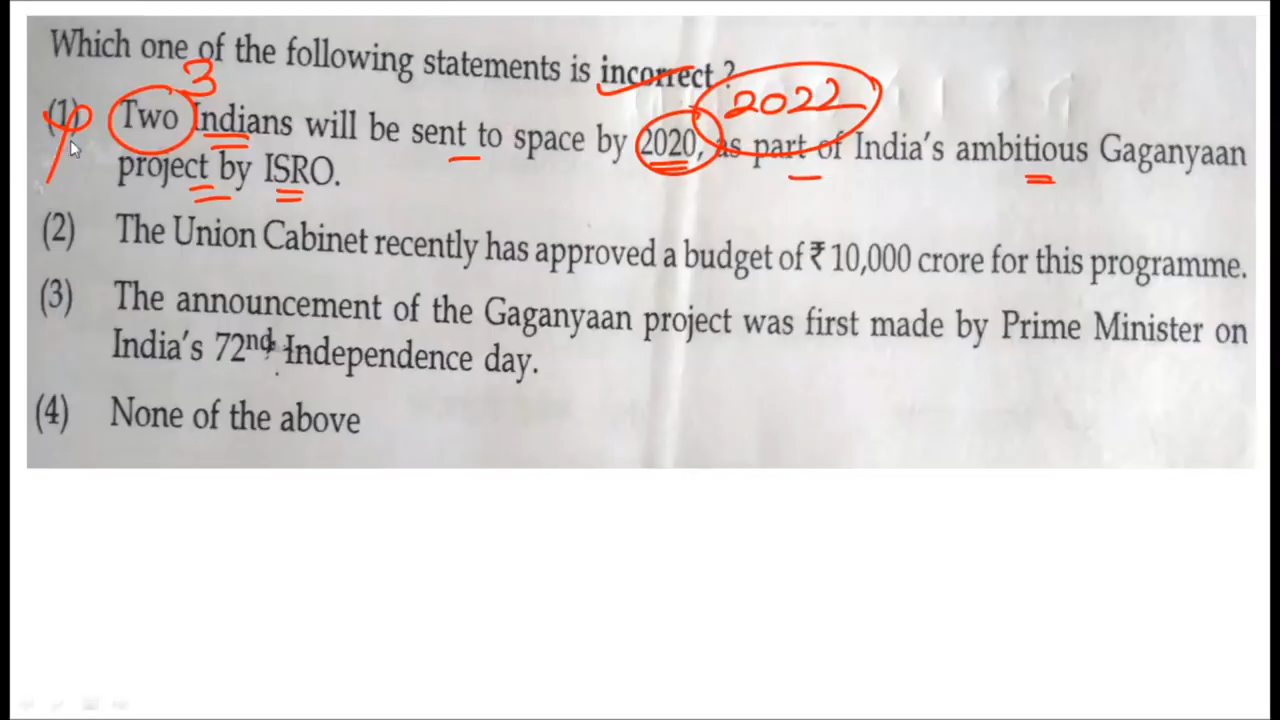 Which one of the following statements is incorrect ?
3
2022
(1) Two Indians will be sent to space by 2020, as part of India's ambitious Gaganyaan
project by ISRO.
(2) The Union Cabinet recently has approved a budget of ₹ 10,000 crore for this programme.
(3) The announcement of the Gaganyaan project was first made by Prime Minister on
India's 72nd Independence day.
(4) None of the above